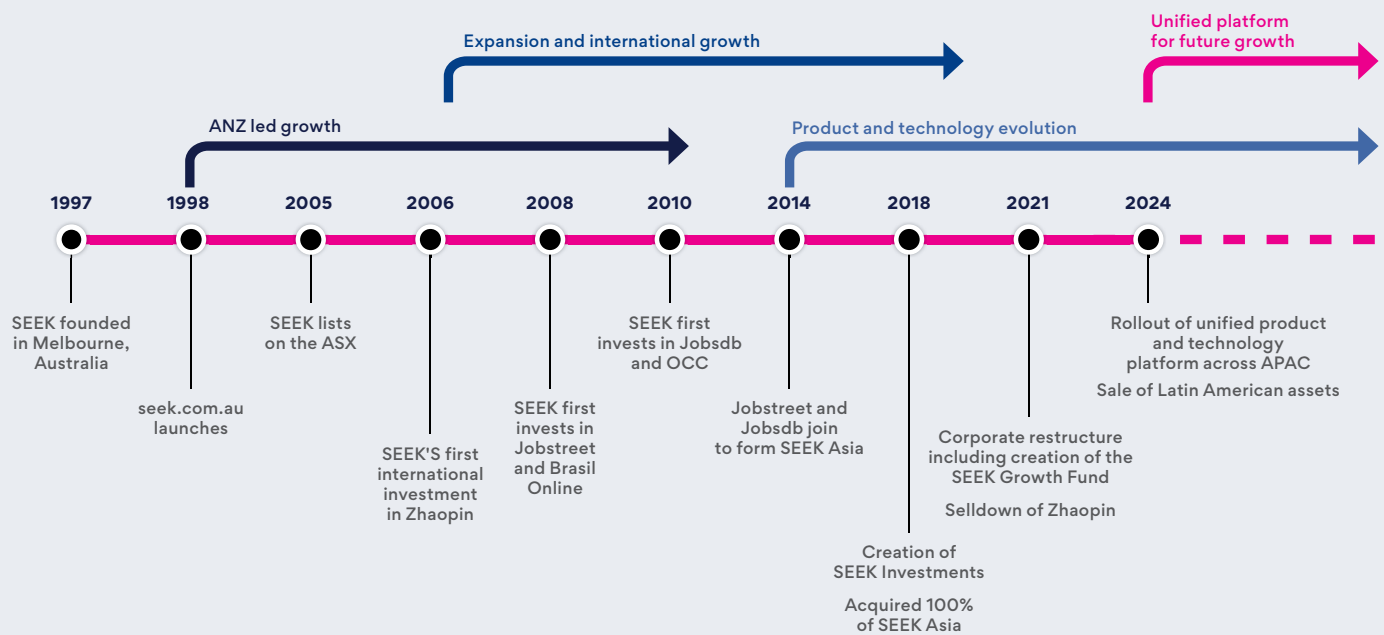 Unified platform
for future growth
Expansion and international growth
ANZ led growth
Product and technology evolution
1997
1998
2005
2006
2008
2010
2014
2018
2021
2024
SEEK founded
in Melbourne,
Australia
seek.com.au
launches
SEEK lists
on the ASX
SEEK'S first
international
investment
in Zhaopin
SEEK first
invests in
Jobstreet
and Brasil
Online
SEEK first
invests in Jobsdb
and OCC
Jobstreet and
Jobsdb join
to form SEEK Asia
Creation of
SEEK Investments
Acquired 100%
of SEEK Asia
Corporate restructure
including creation of the
SEEK Growth Fund
Selldown of Zhaopin
Rollout of unified product
and technology
platform across APAC
Sale of Latin American assets